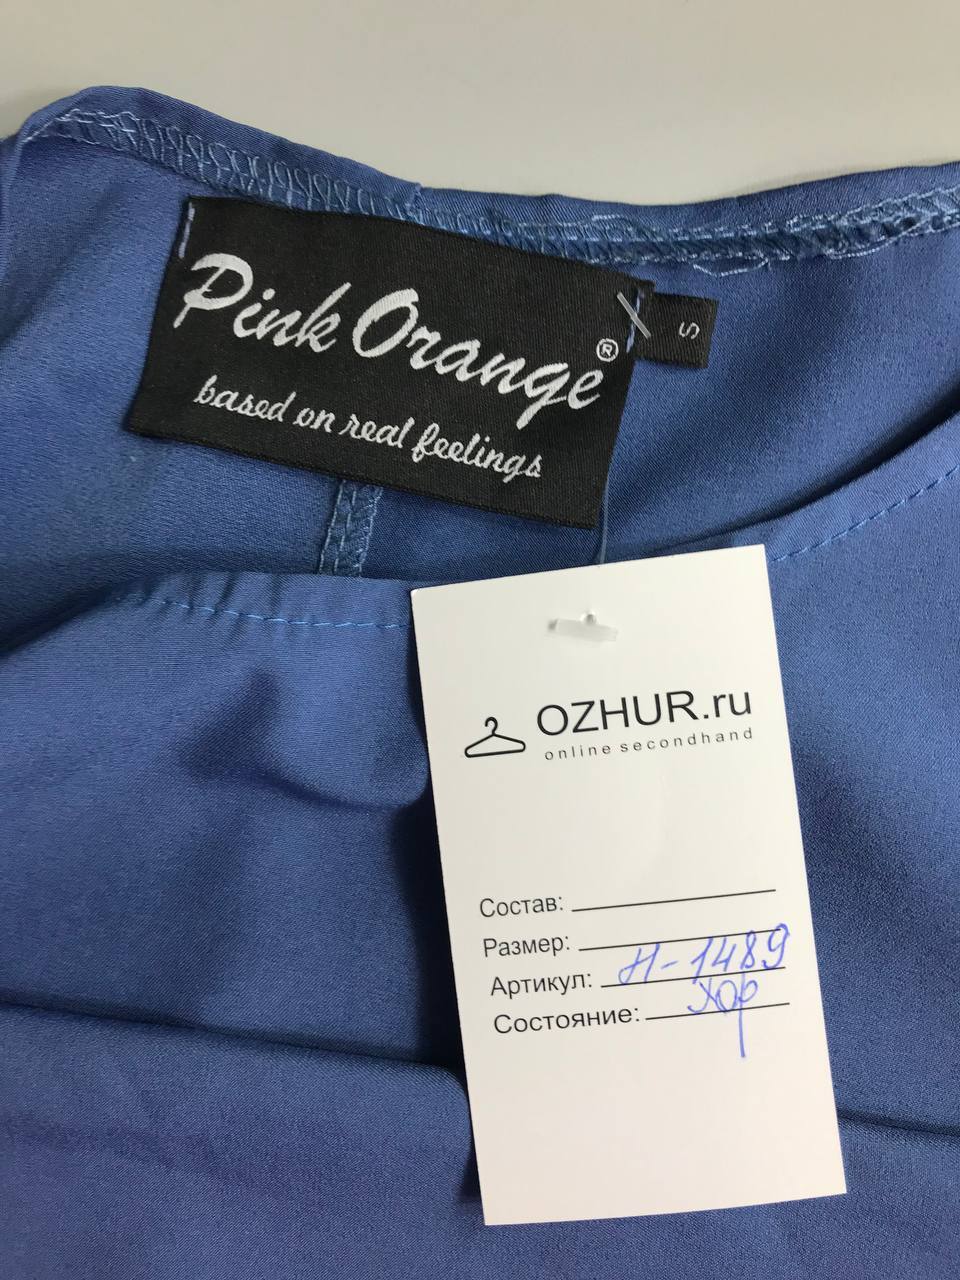 Pink Orange®
based on real feelings
S
OZHUR.ru
online secondhand
Состав:
Размер:
Артикул: Н-1489
Состояние: Хор